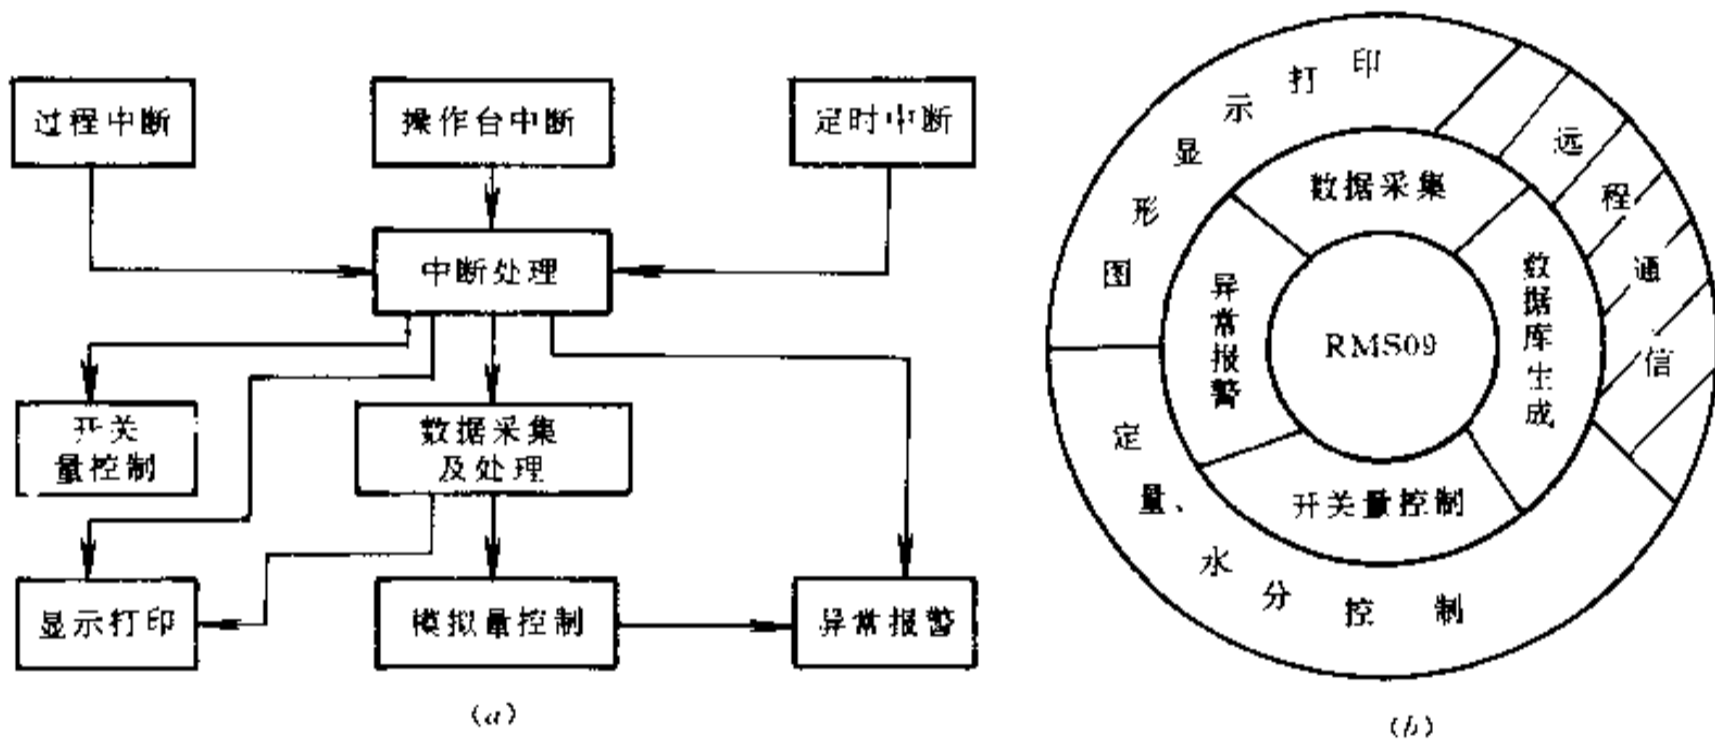 过程中断
操作台中断
定时中断
中断处理
开关
量控制
数据采集
及处理
显示打印
模拟量控制
异常报警
(a)
图形显示打印
远程通信
定量、水分控制
数据采集
异常报警
数据库生成
开关量控制
RMS09
(b)